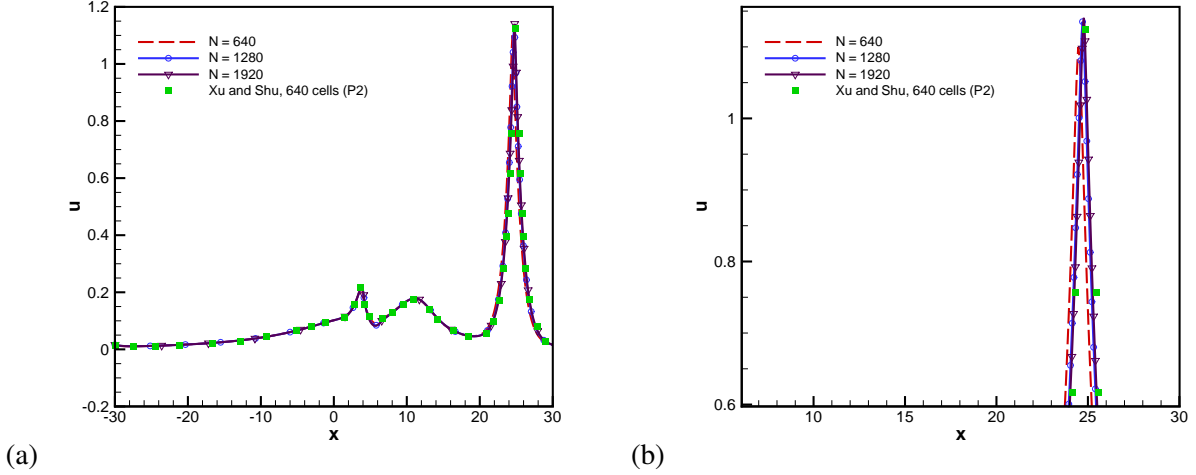 (a)
u
1.4
1.2
1
0.8
0.6
0.4
0.2
0
-0.2
N = 640
N = 1280
N = 1920
Xu and Shu, 640 cells (P2)
-30 -20 -10 0 10 20 30
x
(b)
u
1
0.8
0.6
N = 640
N = 1280
N = 1920
Xu and Shu, 640 cells (P2)
10 15 20 25 30
x